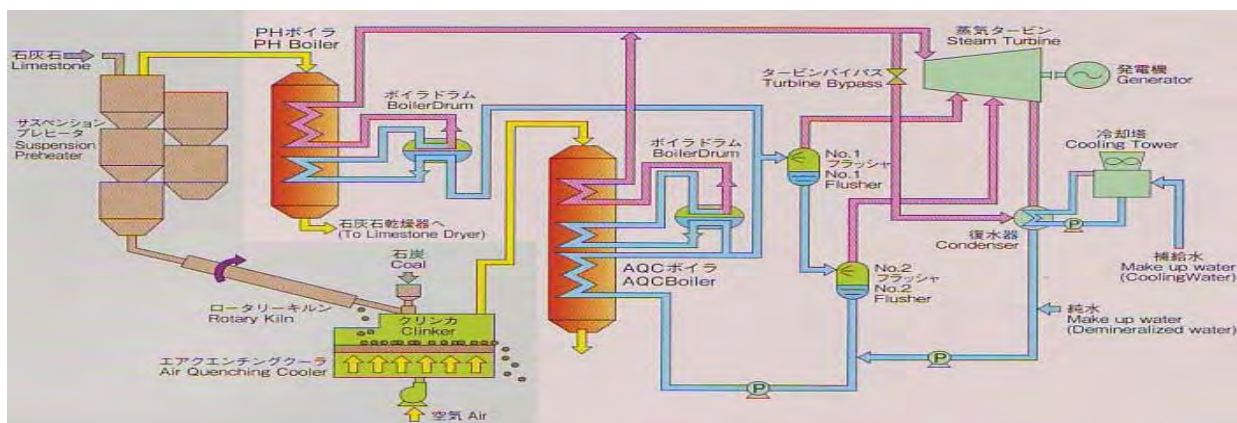 石灰石
Limestone
サスペンション
プレヒータ
Suspension
Preheater
PHボイラ
PH Boiler
ボイラドラム
BoilerDrum
石灰石乾燥器へ
(To Limestone Dryer)
石炭
Coal
ロータリーキルン
Rotary Kiln
クリンカ
Clinker
エアクエンチングクーラ
Air Quenching Cooler
空気 Air
ボイラドラム
BoilerDrum
AQCボイラ
AQCBoiler
タービンバイパス
Turbine Bypass
蒸気タービン
Steam Turbine
発電機
Generator
No.1
フラッシャ
No.1
Flusher
No.2
フラッシャ
No.2
Flusher
冷却塔
Cooling Tower
復水器
Condenser
P
補給水
Make up water
(CoolingWater)
純水
Make up water
(Demineralized water)
P
P